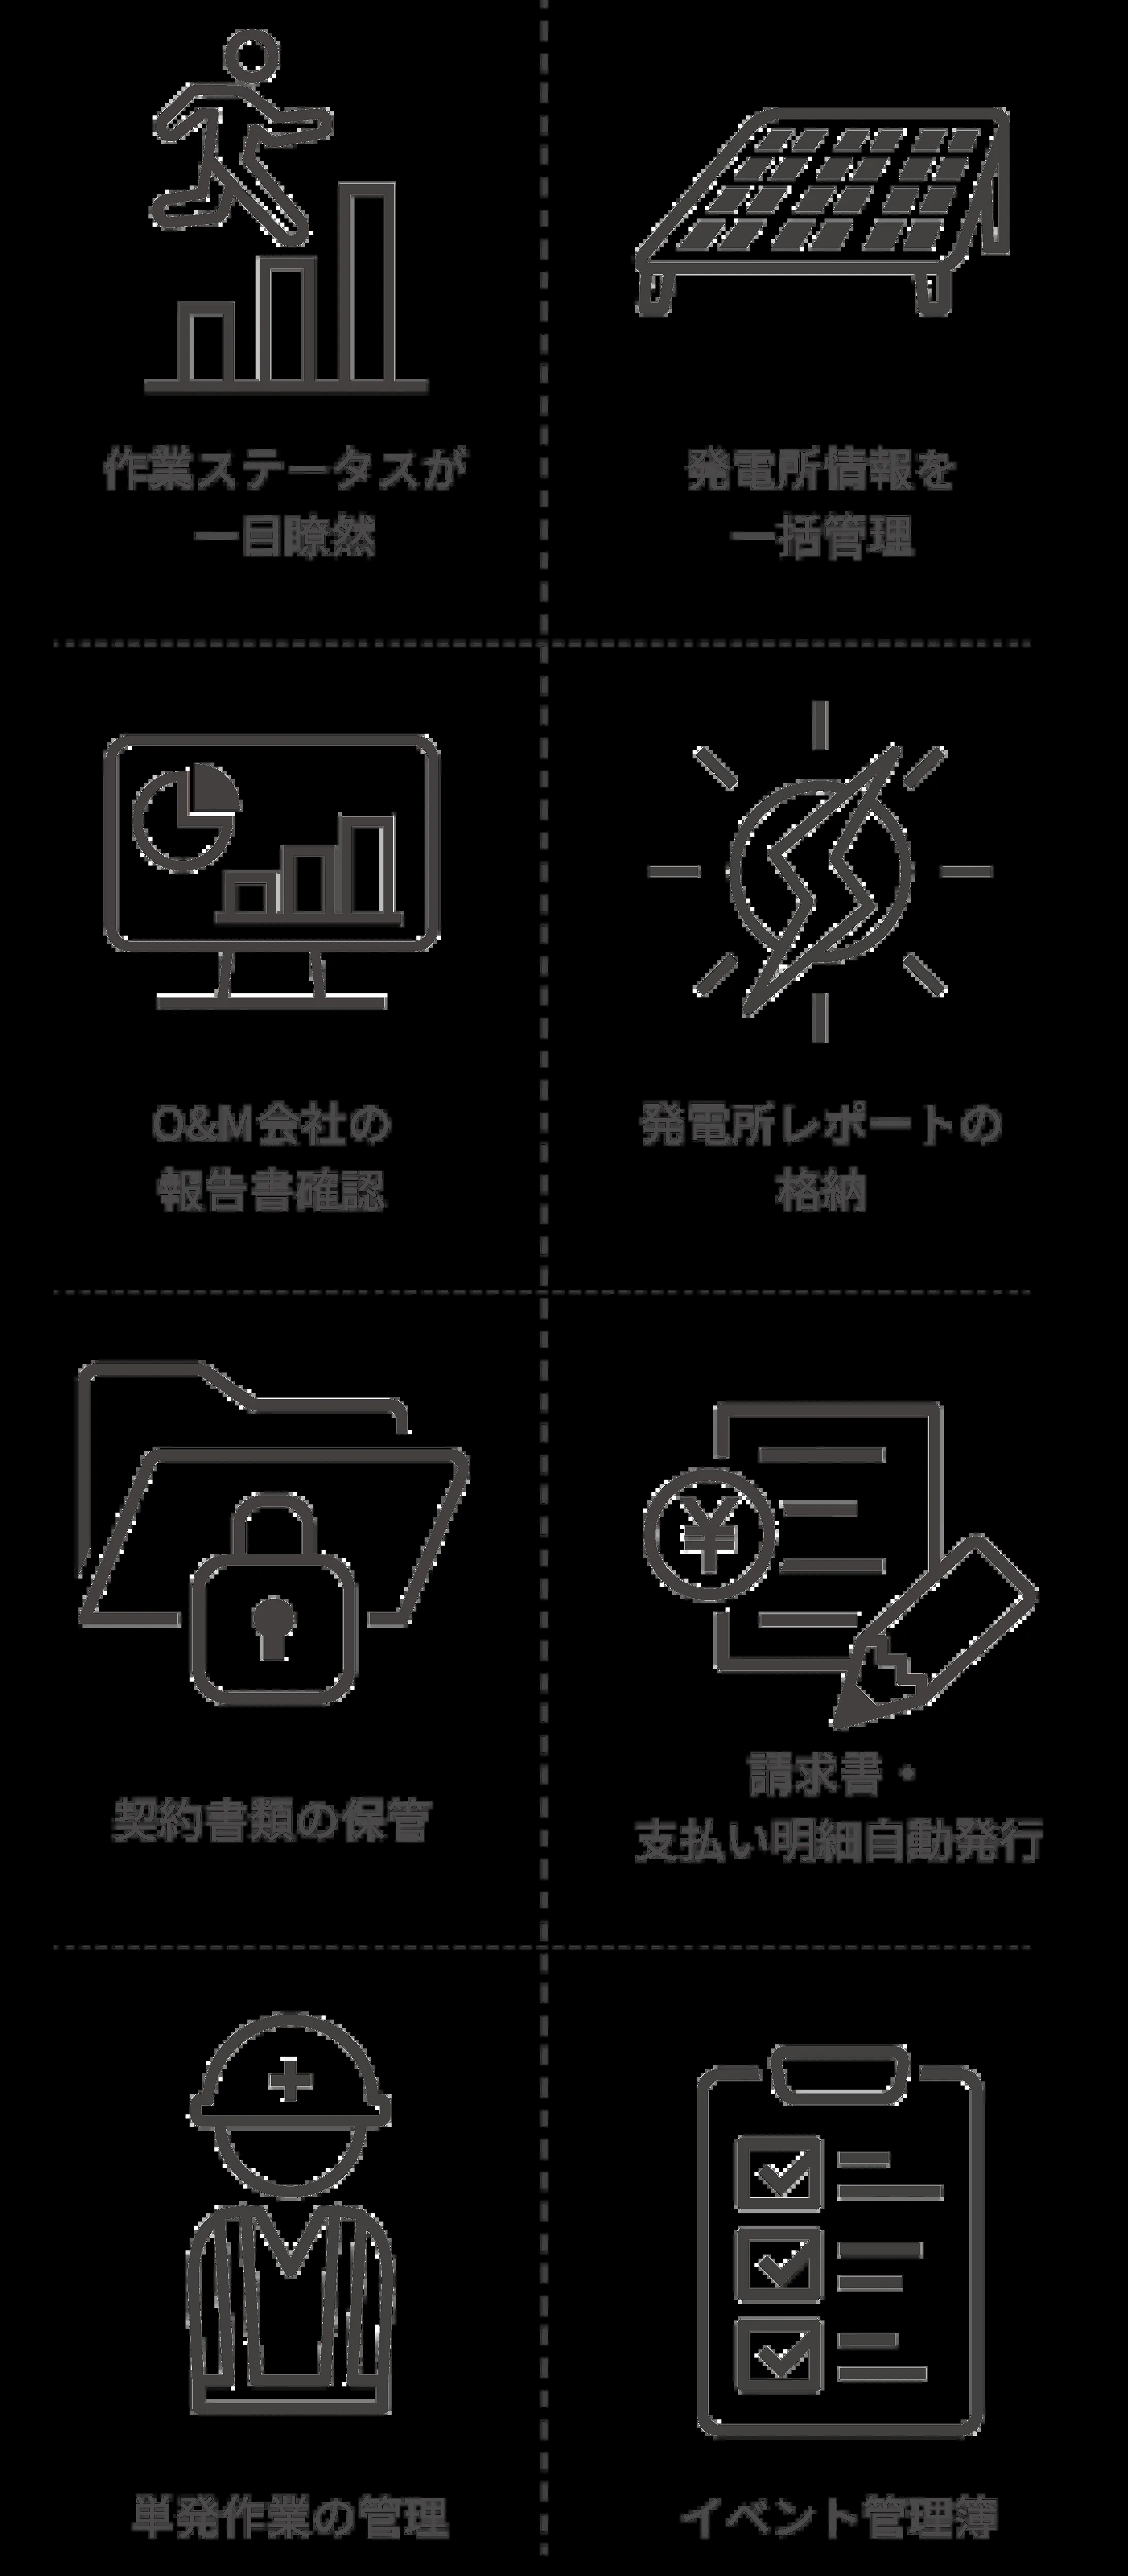 作業ステータスが
一目瞭然
発電所情報を
一括管理
O&M会社の
報告書確認
発電所レポートの
格納
契約書類の保管
¥
請求書・
支払い明細自動発行
単発作業の管理
イベント管理簿